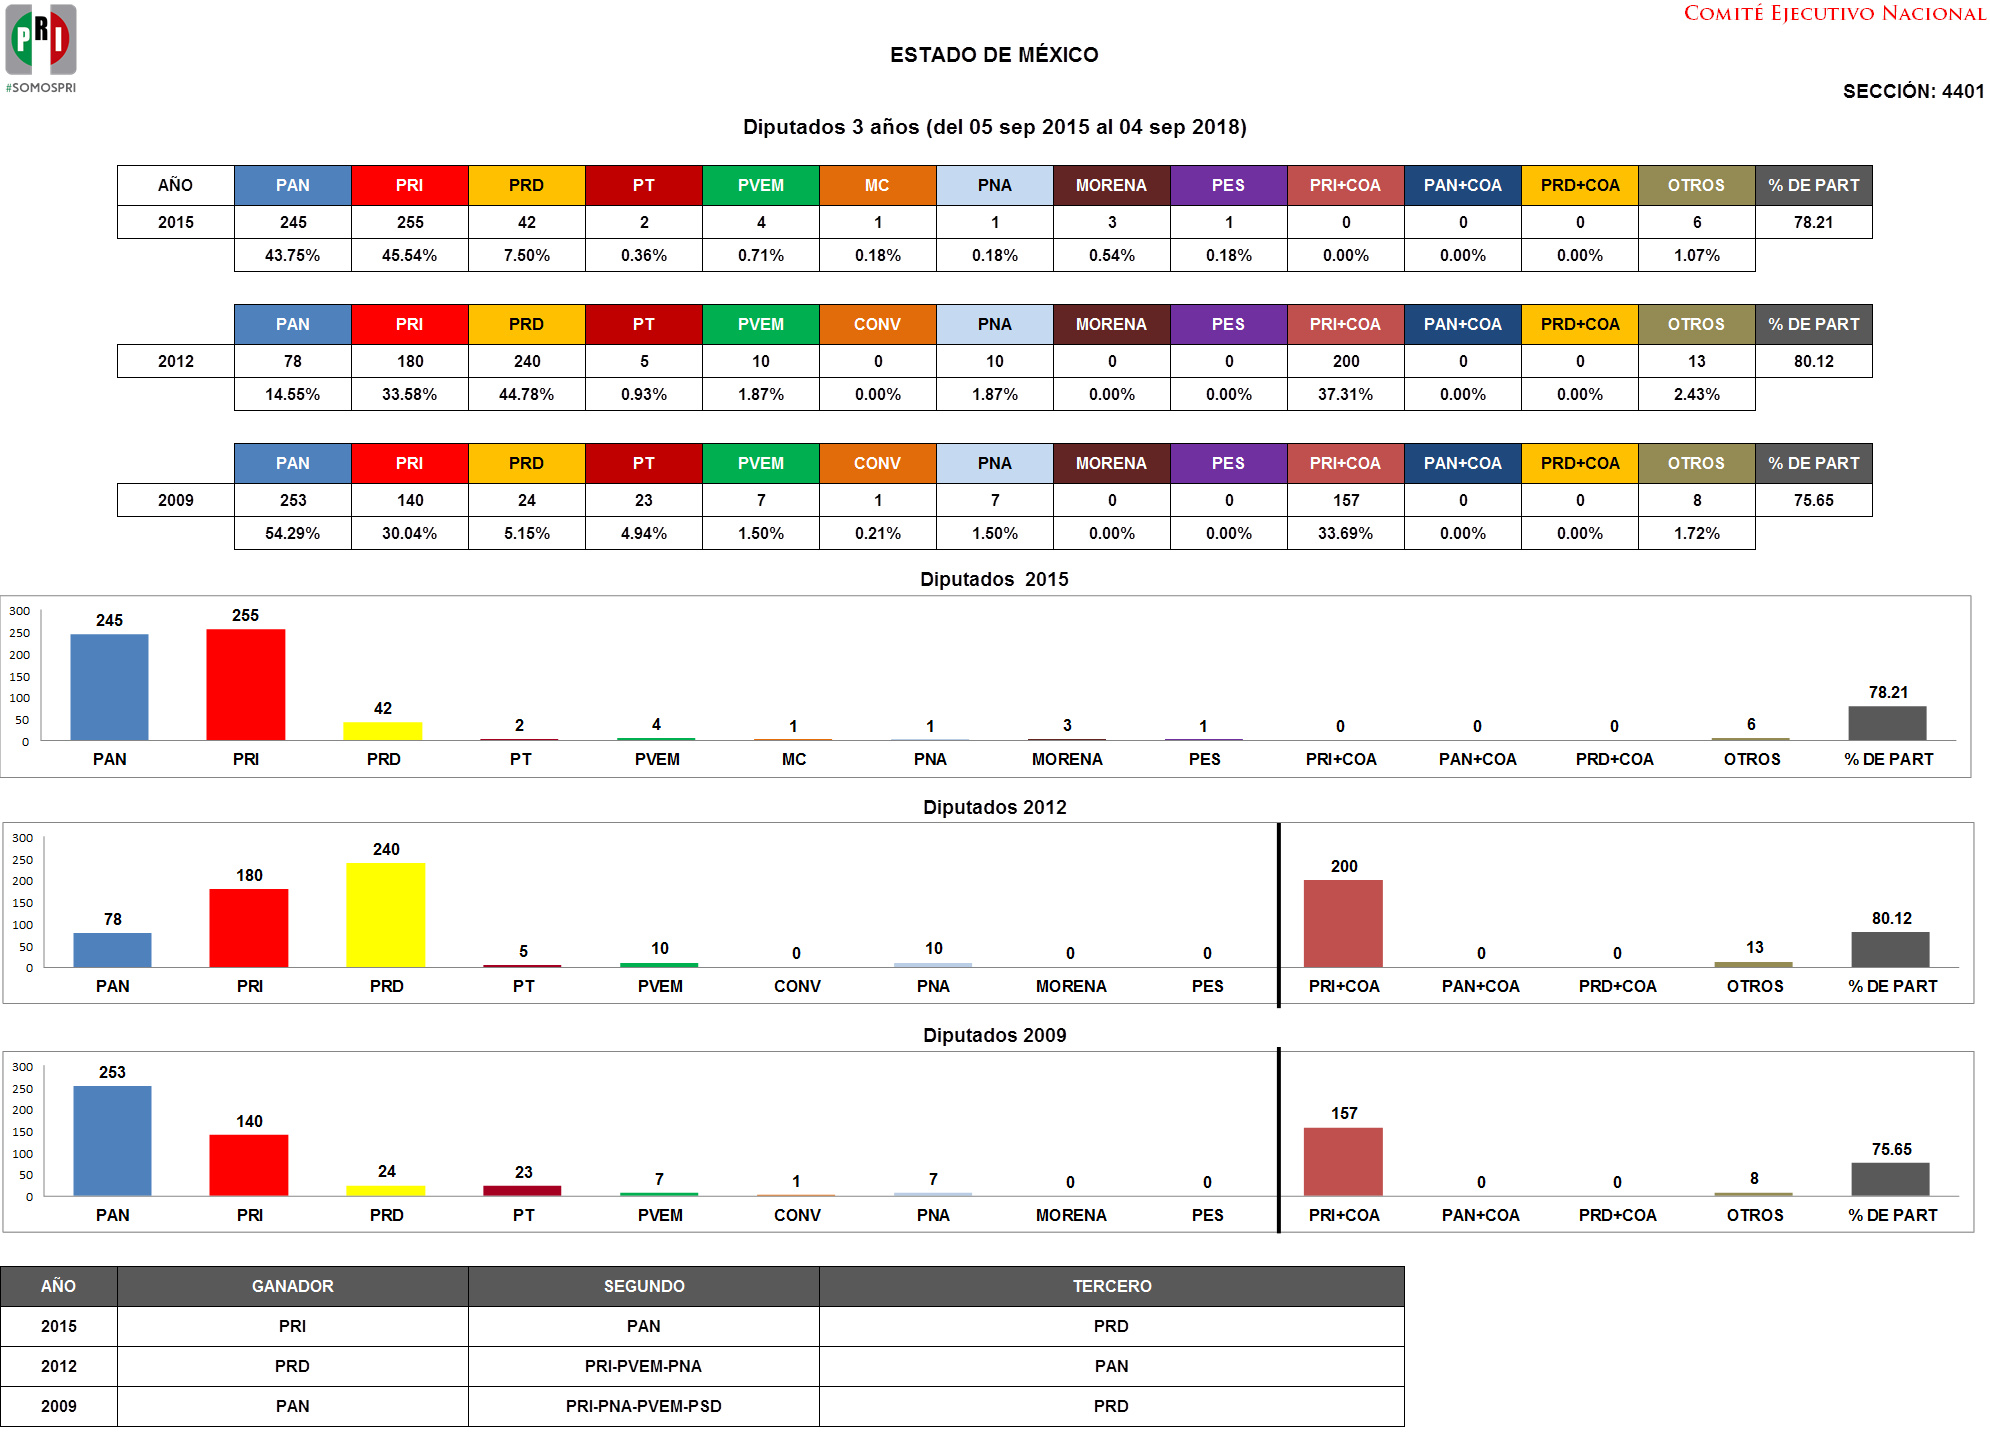 PRI
#SOMOSPRI
COMITÉ EJECUTIVO NACIONAL
ESTADO DE MÉXICO
SECCIÓN: 4401
Diputados 3 años (del 05 sep 2015 al 04 sep 2018)
AÑO PAN PRI PRD PT PVEM MC PNA MORENA PES PRI+COA PAN+COA PRD+COA OTROS % DE PART
2015 245 255 42 2 4 1 1 3 1 0 0 0 6 78.21
43.75% 45.54% 7.50% 0.36% 0.71% 0.18% 0.18% 0.54% 0.18% 0.00% 0.00% 0.00% 1.07%
PAN PRI PRD PT PVEM CONV PNA MORENA PES PRI+COA PAN+COA PRD+COA OTROS % DE PART
2012 78 180 240 5 10 0 10 0 0 200 0 0 13 80.12
14.55% 33.58% 44.78% 0.93% 1.87% 0.00% 1.87% 0.00% 0.00% 37.31% 0.00% 0.00% 2.43%
PAN PRI PRD PT PVEM CONV PNA MORENA PES PRI+COA PAN+COA PRD+COA OTROS % DE PART
2009 253 140 24 23 7 1 7 0 0 157 0 0 8 75.65
54.29% 30.04% 5.15% 4.94% 1.50% 0.21% 1.50% 0.00% 0.00% 33.69% 0.00% 0.00% 1.72%
Diputados 2015
300
250
200
150
100
50
0
245 255 42 2 4 1 1 3 1 0 0 0 6 78.21
PAN PRI PRD PT PVEM MC PNA MORENA PES PRI+COA PAN+COA PRD+COA OTROS % DE PART
Diputados 2012
300
250
200
150
100
50
0
78 180 240 5 10 0 10 0 0 200 0 0 13 80.12
PAN PRI PRD PT PVEM CONV PNA MORENA PES PRI+COA PAN+COA PRD+COA OTROS % DE PART
Diputados 2009
300
250
200
150
100
50
0
253 140 24 23 7 1 7 0 0 157 0 0 8 75.65
PAN PRI PRD PT PVEM CONV PNA MORENA PES PRI+COA PAN+COA PRD+COA OTROS % DE PART
AÑO GANADOR SEGUNDO TERCERO
2015 PRI PAN PRD
2012 PRD PRI-PVEM-PNA PAN
2009 PAN PRI-PNA-PVEM-PSD PRD